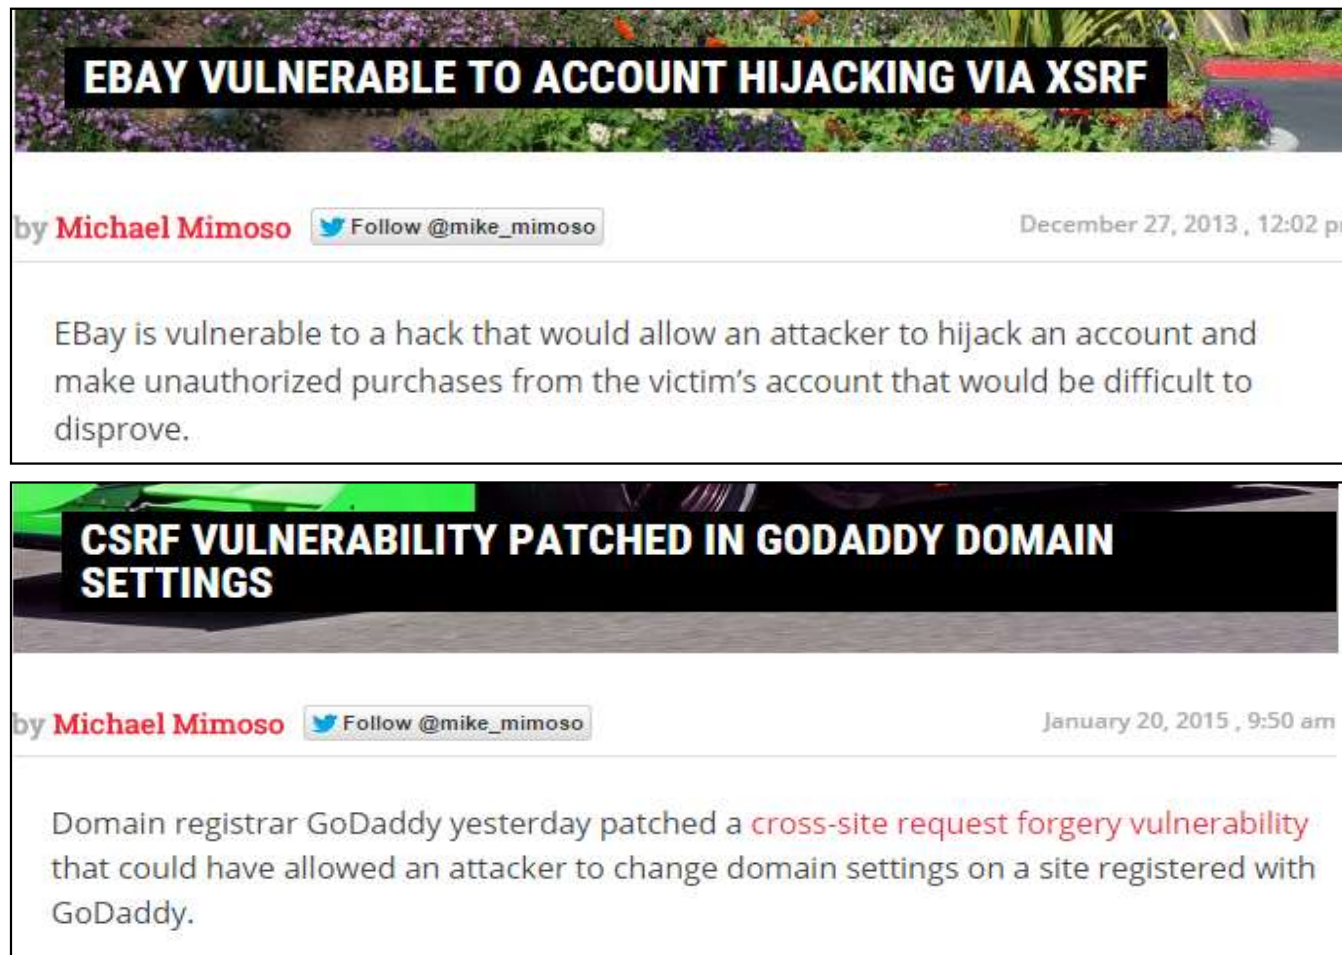 EBAY VULNERABLE TO ACCOUNT HIJACKING VIA XSRF
by Michael Mimoso Follow @mike_mimoso December 27, 2013 , 12:02 p
EBay is vulnerable to a hack that would allow an attacker to hijack an account and
make unauthorized purchases from the victim's account that would be difficult to
disprove.
CSRF VULNERABILITY PATCHED IN GODADDY DOMAIN
SETTINGS
by Michael Mimoso Follow @mike_mimoso January 20, 2015 , 9:50 am
Domain registrar GoDaddy yesterday patched a cross-site request forgery vulnerability
that could have allowed an attacker to change domain settings on a site registered with
GoDaddy.